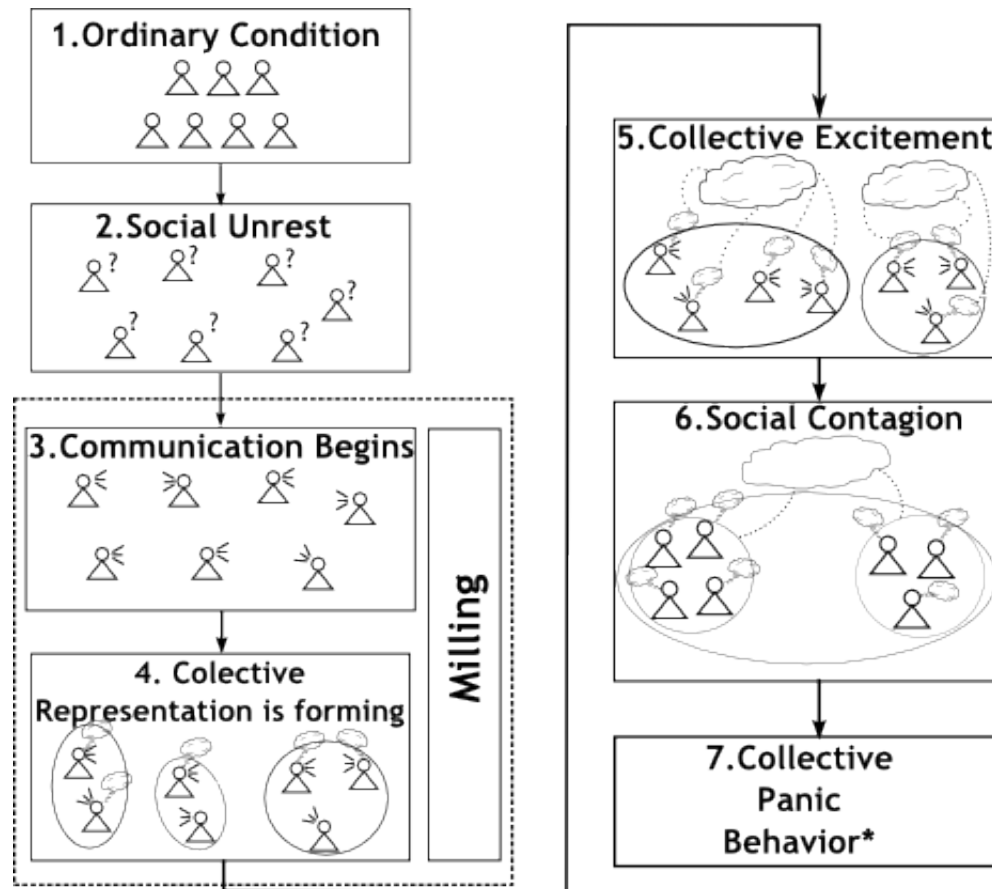 1.Ordinary Condition
2.Social Unrest
? ? ? ? ? ? ?
3.Communication Begins
4. Colective
Representation is forming
Milling
5.Collective Excitement
6.Social Contagion
7.Collective
Panic
Behavior*